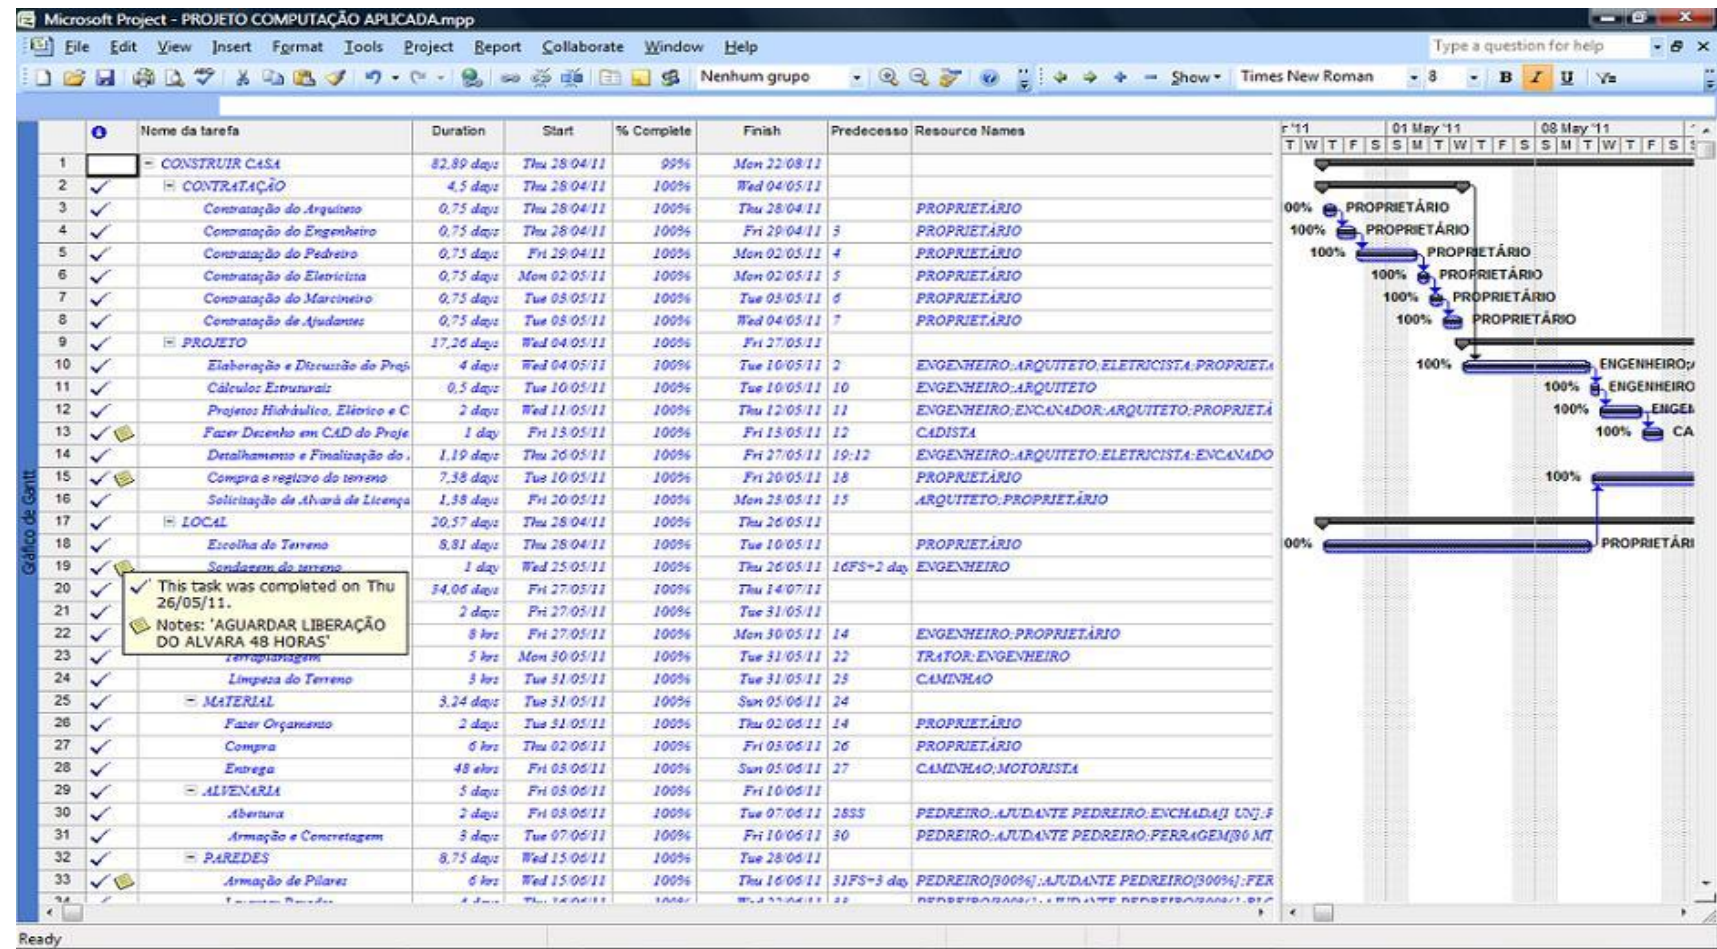 Microsoft Project - PROJETO COMPUTAÇÃO APLICADA.mpp
File Edit View Insert Format Tools Project Report Collaborate Window Help Type a question for help
Nenhum grupo Show Times New Roman 8 B I U
Nome da tarefa Duration Start % Complete Finish Predecesso Resource Names r '11 01 May '11 08 May '11
T W T F S S M T W T F S S M T W T F S
1 CONSTRUIR CASA 82,89 days Thu 28/04/11 99% Mon 22/08/11
2 CONTRATAÇÃO 4,5 days Thu 28/04/11 100% Wed 04/05/11
3 Contratação do Arquiteto 0,75 days Thu 28/04/11 100% Thu 28/04/11 PROPRIETÁRIO 00% PROPRIETÁRIO
4 Contratação do Engenheiro 0,75 days Thu 28/04/11 100% Fri 29/04/11 3 PROPRIETÁRIO 100% PROPRIETÁRIO
5 Contratação do Pedreiro 0,75 days Fri 29/04/11 100% Mon 02/05/11 4 PROPRIETÁRIO 100% PROPRIETÁRIO
6 Contratação do Eletricista 0,75 days Mon 02/05/11 100% Mon 02/05/11 5 PROPRIETÁRIO 100% PROPRIETÁRIO
7 Contratação do Marcineiro 0,75 days Tue 03/05/11 100% Tue 03/05/11 6 PROPRIETÁRIO 100% PROPRIETÁRIO
8 Contratação de Ajudantes 0,75 days Tue 03/05/11 100% Wed 04/05/11 7 PROPRIETÁRIO 100% PROPRIETÁRIO
9 PROJETO 17,26 days Wed 04/05/11 100% Fri 27/05/11
10 Elaboração e Discussão do Proj 4 days Wed 04/05/11 100% Tue 10/05/11 2 ENGENHEIRO;ARQUITETO;ELETRICISTA;PROPRIETA 100% ENGENHEIRO;
11 Cálculos Estruturais 0,5 days Tue 10/05/11 100% Tue 10/05/11 10 ENGENHEIRO;ARQUITETO 100% ENGENHEIRO
12 Projetos Hidráulico, Elétrico e C 2 days Wed 11/05/11 100% Thu 12/05/11 11 ENGENHEIRO;ENCANADOR;ARQUITETO;PROPRIETÁ 100% ENGEN
13 Fazer Decenho em CAD do Proje 1 day Fri 13/05/11 100% Fri 13/05/11 12 CADISTA 100% CA
14 Detalhamento e Finalização do 1,19 days Thu 26/05/11 100% Fri 27/05/11 19;12 ENGENHEIRO;ARQUITETO;ELETRICISTA;ENCANADO
15 Compra e registro do terreno 7,38 days Tue 10/05/11 100% Fri 20/05/11 18 PROPRIETÁRIO 100%
16 Solicitação de Alvará de Licença 1,38 days Fri 20/05/11 100% Mon 23/05/11 15 ARQUITETO;PROPRIETÁRIO
17 LOCAL 20,57 days Thu 28/04/11 100% Thu 26/05/11
18 Escolha do Terreno 8,81 days Thu 28/04/11 100% Tue 10/05/11 PROPRIETÁRIO 00% PROPRIETÁRI
19 Sondagem do terreno 1 day Wed 25/05/11 100% Thu 26/05/11 16FS+2 day ENGENHEIRO
Gráfico de Gantt
20 34,06 days Fri 27/05/11 100% Thu 14/07/11
21 2 days Fri 27/05/11 100% Tue 31/05/11
This task was completed on Thu
26/05/11.
Notes: 'AGUARDAR LIBERAÇÃO
DO ALVARA 48 HORAS'
22 8 hrs Fri 27/05/11 100% Mon 30/05/11 14 ENGENHEIRO;PROPRIETÁRIO
23 Terraplanagem 5 hrs Mon 30/05/11 100% Tue 31/05/11 22 TRATOR;ENGENHEIRO
24 Limpeza do Terreno 3 hrs Tue 31/05/11 100% Tue 31/05/11 23 CAMINHAO
25 MATERIAL 3,24 days Tue 31/05/11 100% Sun 05/06/11 24
26 Fazer Orçamento 2 days Tue 31/05/11 100% Thu 02/06/11 14 PROPRIETÁRIO
27 Compra 6 hrs Thu 02/06/11 100% Fri 03/06/11 26 PROPRIETÁRIO
28 Entrega 48 ehrs Fri 03/06/11 100% Sun 05/06/11 27 CAMINHAO;MOTORISTA
29 ALVENARIA 5 days Fri 03/06/11 100% Fri 10/06/11
30 Abertura 2 days Fri 03/06/11 100% Tue 07/06/11 28SS PEDREIRO;AJUDANTE PEDREIRO;ENCHADA[1 UN];
31 Armação e Concretagem 3 days Tue 07/06/11 100% Fri 10/06/11 30 PEDREIRO;AJUDANTE PEDREIRO;FERRAGEM[80 MT
32 PAREDES 8,75 days Wed 15/06/11 100% Tue 28/06/11
33 Armação de Pilares 6 hrs Wed 15/06/11 100% Thu 16/06/11 31FS+3 day PEDREIRO[300%];AJUDANTE PEDREIRO[300%];FER
Ready